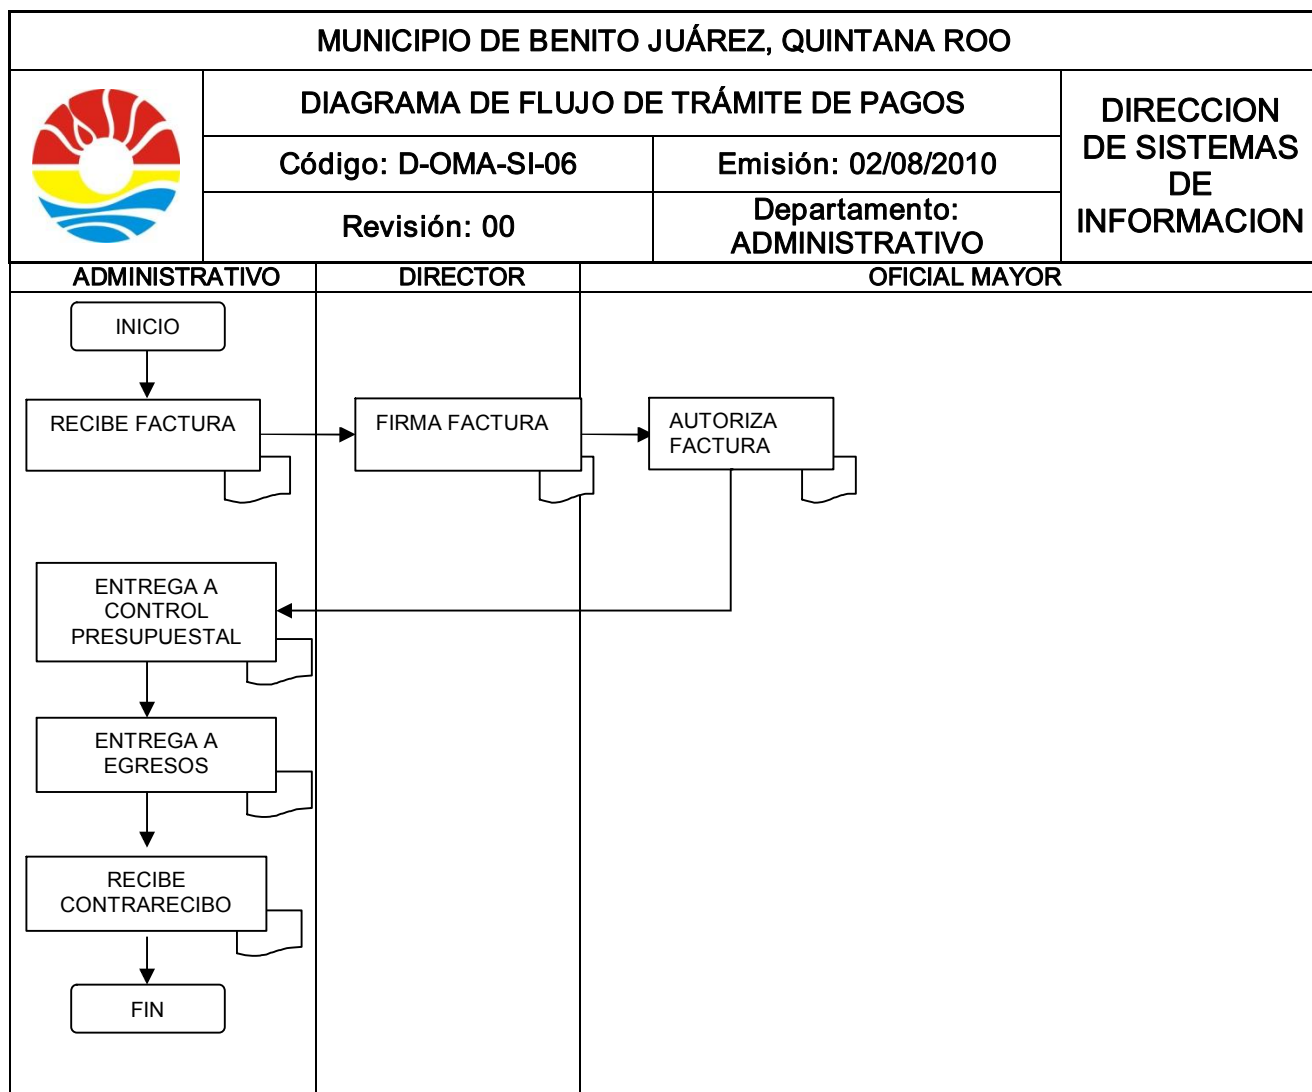 MUNICIPIO DE BENITO JUÁREZ, QUINTANA ROO
DIAGRAMA DE FLUJO DE TRÁMITE DE PAGOS
Código: D-OMA-SI-06
Emisión: 02/08/2010
Revisión: 00
Departamento:
ADMINISTRATIVO
DIRECCION
DE SISTEMAS
DE
INFORMACION
ADMINISTRATIVO
DIRECTOR
OFICIAL MAYOR
INICIO
RECIBE FACTURA
FIRMA FACTURA
AUTORIZA
FACTURA
ENTREGA A
CONTROL
PRESUPUESTAL
ENTREGA A
EGRESOS
RECIBE
CONTRARECIBO
FIN